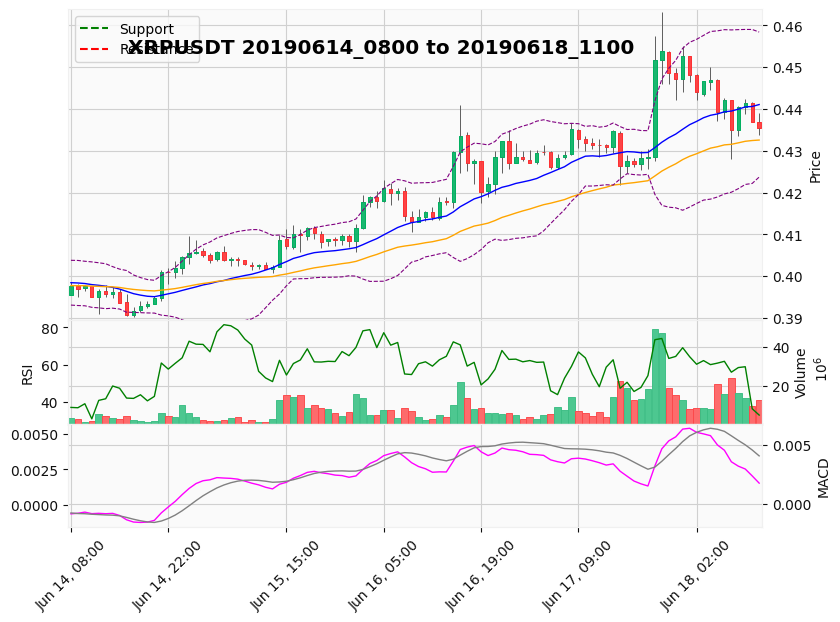 XRPUSDT 20190614_0800 to 20190618_1100
Support
Resistance
0.46
0.45
0.44
0.43
0.42
0.41
0.40
0.39
Price
80
60
40
RSI
40
20
Volume
10^6
0.0050
0.0025
0.0000
0.005
0.000
MACD
Jun 14, 08:00
Jun 14, 22:00
Jun 15, 15:00
Jun 16, 05:00
Jun 16, 19:00
Jun 17, 09:00
Jun 18, 02:00